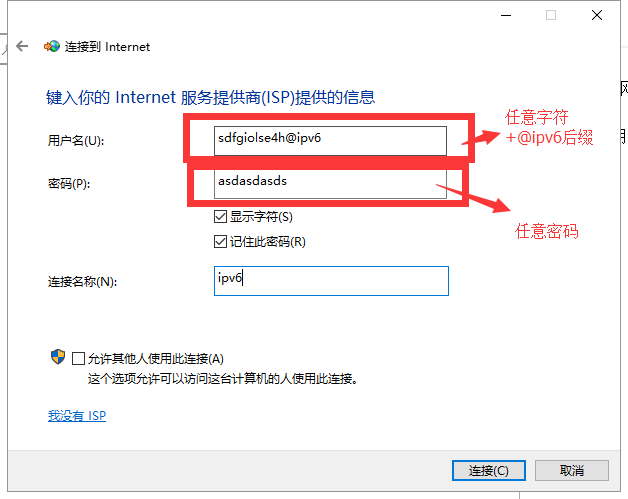 连接到 Internet
键入你的 Internet 服务提供商(ISP)提供的信息
用户名(U):
sdfgiolse4h@ipv6
任意字符
+@ipv6后缀
密码(P):
asdasdasds
任意密码
显示字符(S)
记住此密码(R)
连接名称(N):
ipv6
允许其他人使用此连接(A)
这个选项允许可以访问这台计算机的人使用此连接。
我没有 ISP
连接(C)
取消